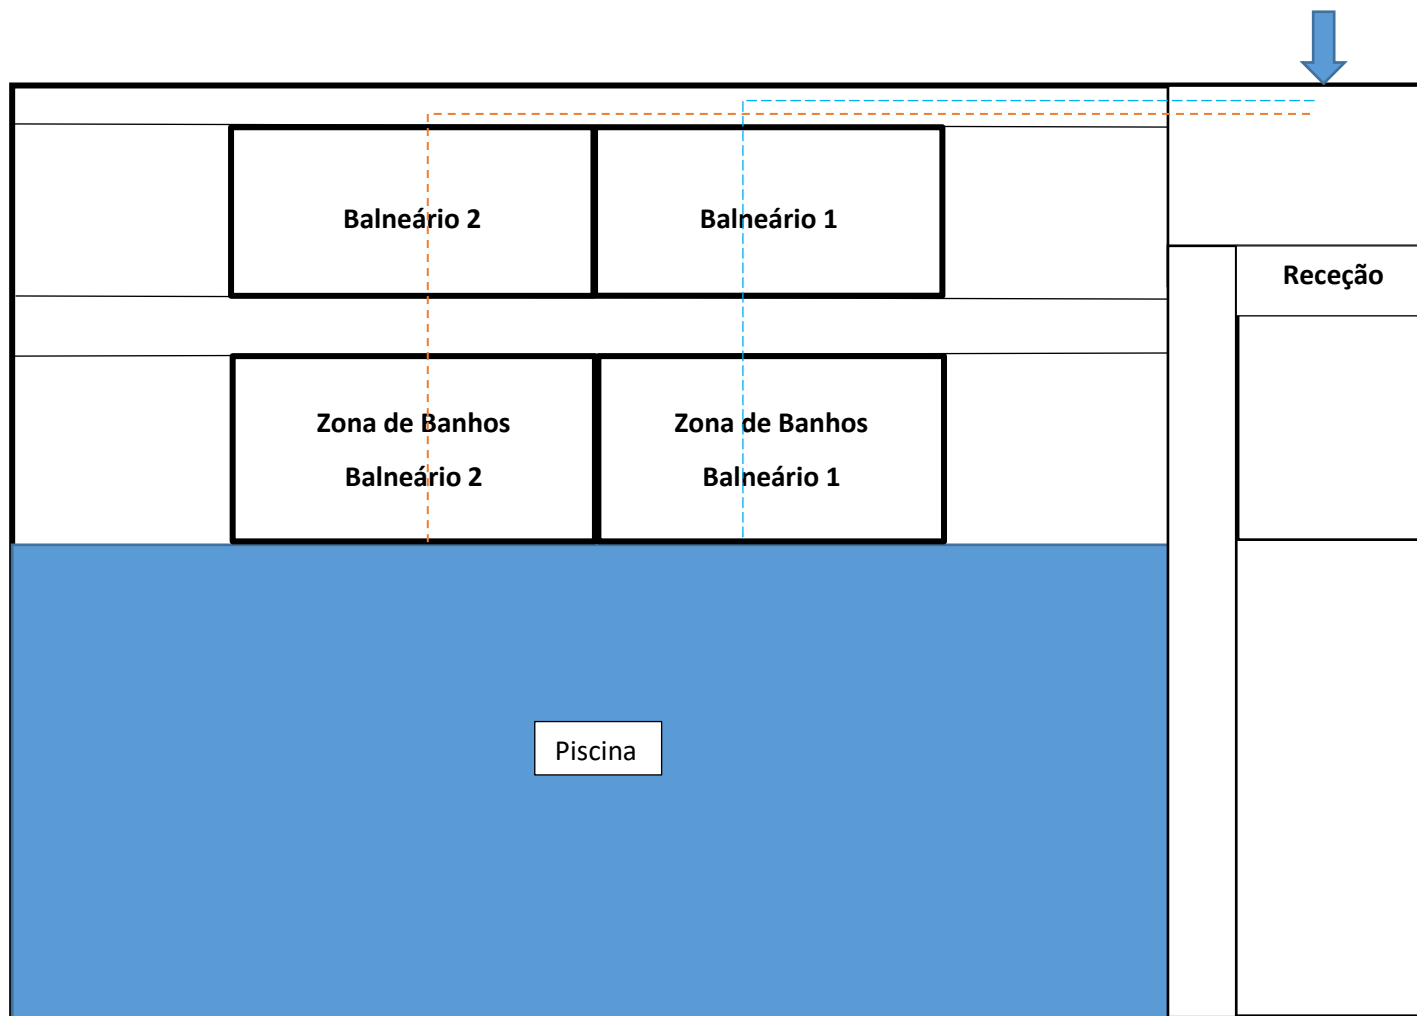 Balneário 2
Balneário 1
Receção
Zona de Banhos
Balneário 2
Zona de Banhos
Balneário 1
Piscina